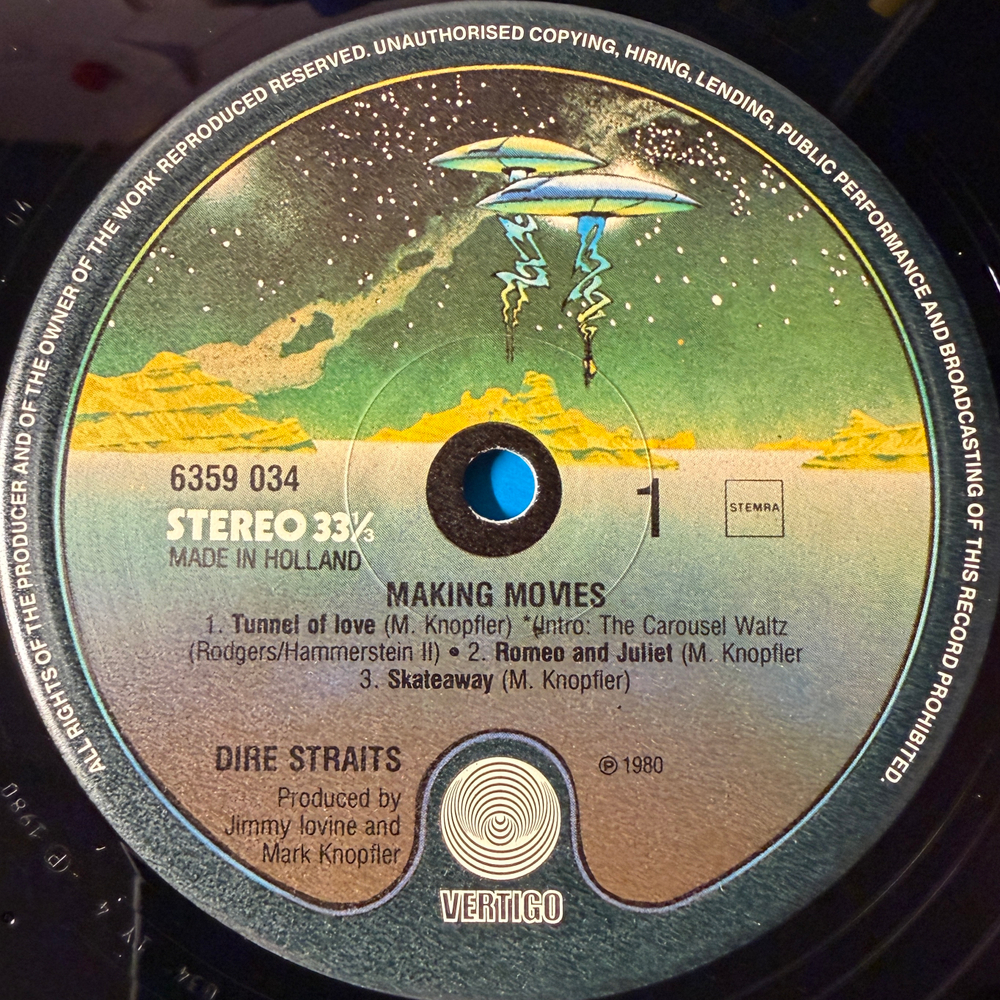 ALL RIGHTS OF THE PRODUCER AND OF THE OWNER OF THE WORK REPRODUCED RESERVED. UNAUTHORISED COPYING, HIRING, LENDING, PUBLIC PERFORMANCE AND BROADCASTING OF THIS RECORD PROHIBITED.
6359 034
1
STEMRA
STEREO 33⅓
MADE IN HOLLAND
MAKING MOVIES
1. Tunnel of love (M. Knopfler) *(Intro: The Carousel Waltz
(Rodgers/Hammerstein II) • 2. Romeo and Juliet (M. Knopfler
3. Skateaway (M. Knopfler)
DIRE STRAITS
℗ 1980
Produced by
Jimmy Iovine and
Mark Knopfler
VERTIGO
℗ 1980